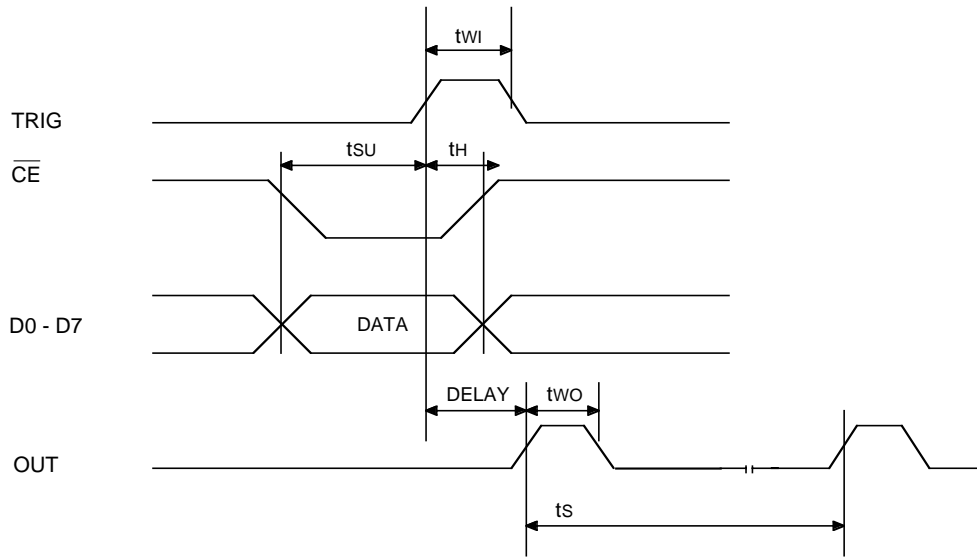 tWI
TRIG
tSU tH
CE
D0 - D7 DATA
DELAY tWO
OUT
tS